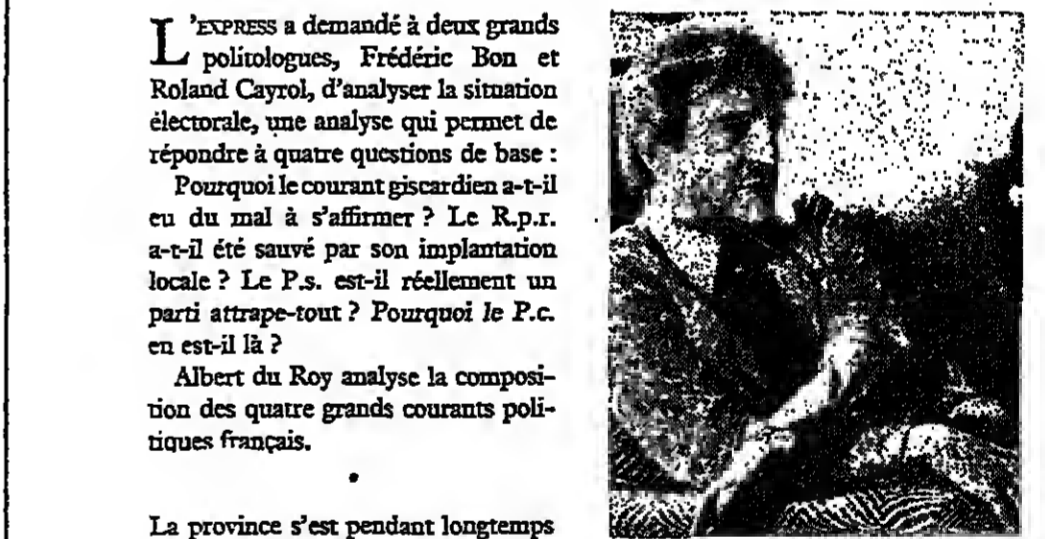 L'EXPRESS a demandé à deux grands
politologues, Frédéric Bon et
Roland Cayrol, d'analyser la situation
électorale, une analyse qui permet de
répondre à quatre questions de base :
Pourquoi le courant giscardien a-t-il
eu du mal à s'affirmer ? Le R.p.r.
a-t-il été sauvé par son implantation
locale ? Le P.s. est-il réellement un
parti attrape-tout ? Pourquoi le P.c.
en est-il là ?
Albert du Roy analyse la composi-
tion des quatre grands courants poli-
tiques français.
•
La province s'est pendant longtemps